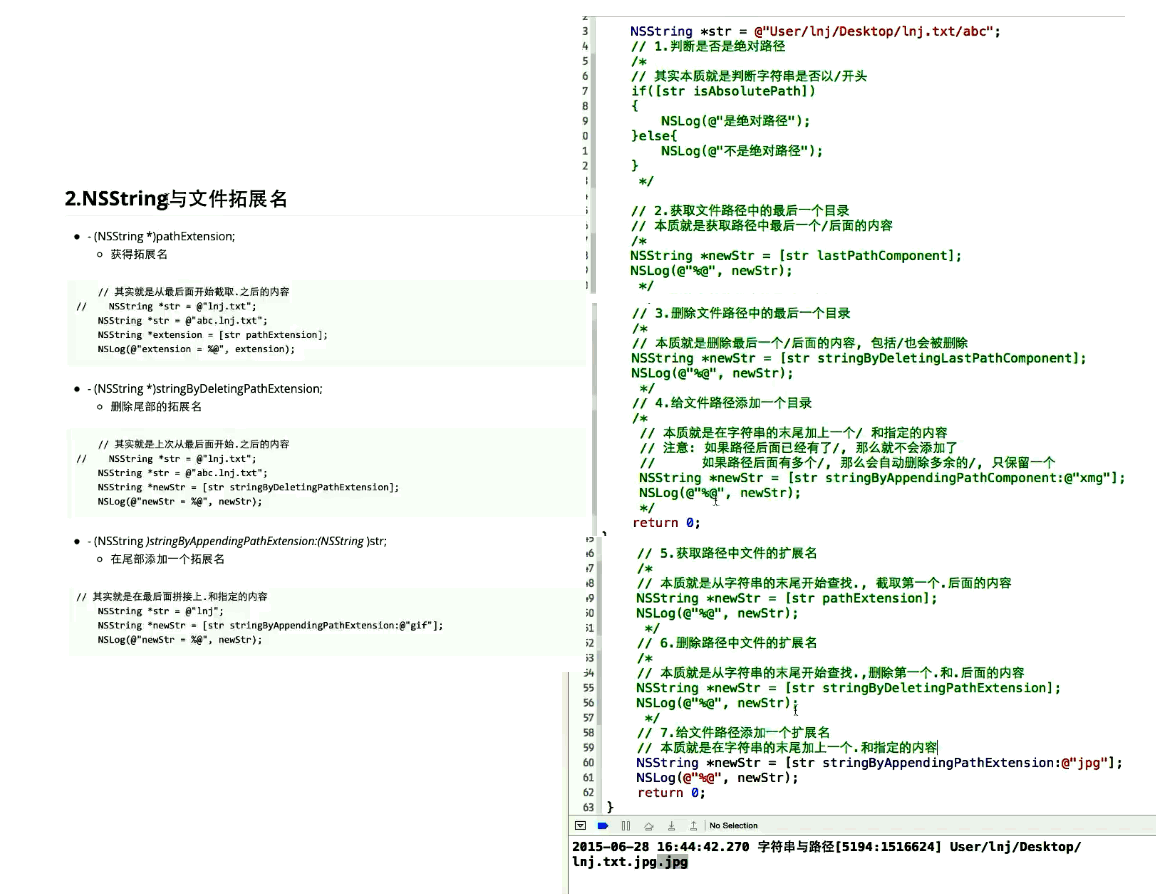 2.NSString与文件拓展名
- (NSString *)pathExtension;
获得拓展名
// 其实就是从最后面开始截取.之后的内容
//    NSString *str = @"lnj.txt";
NSString *str = @"abc.lnj.txt";
NSString *extension = [str pathExtension];
NSLog(@"extension = %@", extension);
- (NSString *)stringByDeletingPathExtension;
删除尾部的拓展名
// 其实就是上次从最后面开始.之后的内容
//    NSString *str = @"lnj.txt";
NSString *str = @"abc.lnj.txt";
NSString *newStr = [str stringByDeletingPathExtension];
NSLog(@"newStr = %@", newStr);
- (NSString )stringByAppendingPathExtension:(NSString )str;
在尾部添加一个拓展名
// 其实就是在最后面拼接上.和指定的内容
NSString *str = @"lnj";
NSString *newStr = [str stringByAppendingPathExtension:@"gif"];
NSLog(@"newStr = %@", newStr);
3 NSString *str = @"User/lnj/Desktop/lnj.txt/abc";
4 // 1.判断是否是绝对路径
5 /*
6 // 其实本质就是判断字符串是否以/开头
7 if([str isAbsolutePath])
8 {
9 NSLog(@"是绝对路径");
0 }else{
1 NSLog(@"不是绝对路径");
2 }
*/
// 2.获取文件路径中的最后一个目录
// 本质就是获取路径中最后一个/后面的内容
/*
NSString *newStr = [str lastPathComponent];
NSLog(@"%@", newStr);
*/
// 3.删除文件路径中的最后一个目录
/*
// 本质就是删除最后一个/后面的内容, 包括/也会被删除
NSString *newStr = [str stringByDeletingLastPathComponent];
NSLog(@"%@", newStr);
*/
// 4.给文件路径添加一个目录
/*
// 本质就是在字符串的末尾加上一个/ 和指定的内容
// 注意: 如果路径后面已经有了/, 那么就不会添加了
//      如果路径后面有多个/, 那么会自动删除多余的/, 只保留一个
NSString *newStr = [str stringByAppendingPathComponent:@"xmg"];
NSLog(@"%@", newStr);
*/
return 0;
}
// 5.获取路径中文件的扩展名
/*
// 本质就是从字符串的末尾开始查找., 截取第一个.后面的内容
NSString *newStr = [str pathExtension];
NSLog(@"%@", newStr);
*/
// 6.删除路径中文件的扩展名
/*
// 本质就是从字符串的末尾开始查找.,删除第一个.和.后面的内容
55 NSString *newStr = [str stringByDeletingPathExtension];
56 NSLog(@"%@", newStr);
57 */
58 // 7.给文件路径添加一个扩展名
59 // 本质就是在字符串的末尾加上一个.和指定的内容
60 NSString *newStr = [str stringByAppendingPathExtension:@"jpg"];
61 NSLog(@"%@", newStr);
62 return 0;
63 }
No Selection
2015-06-28 16:44:42.270 字符串与路径[5194:1516624] User/lnj/Desktop/
lnj.txt.jpg.jpg